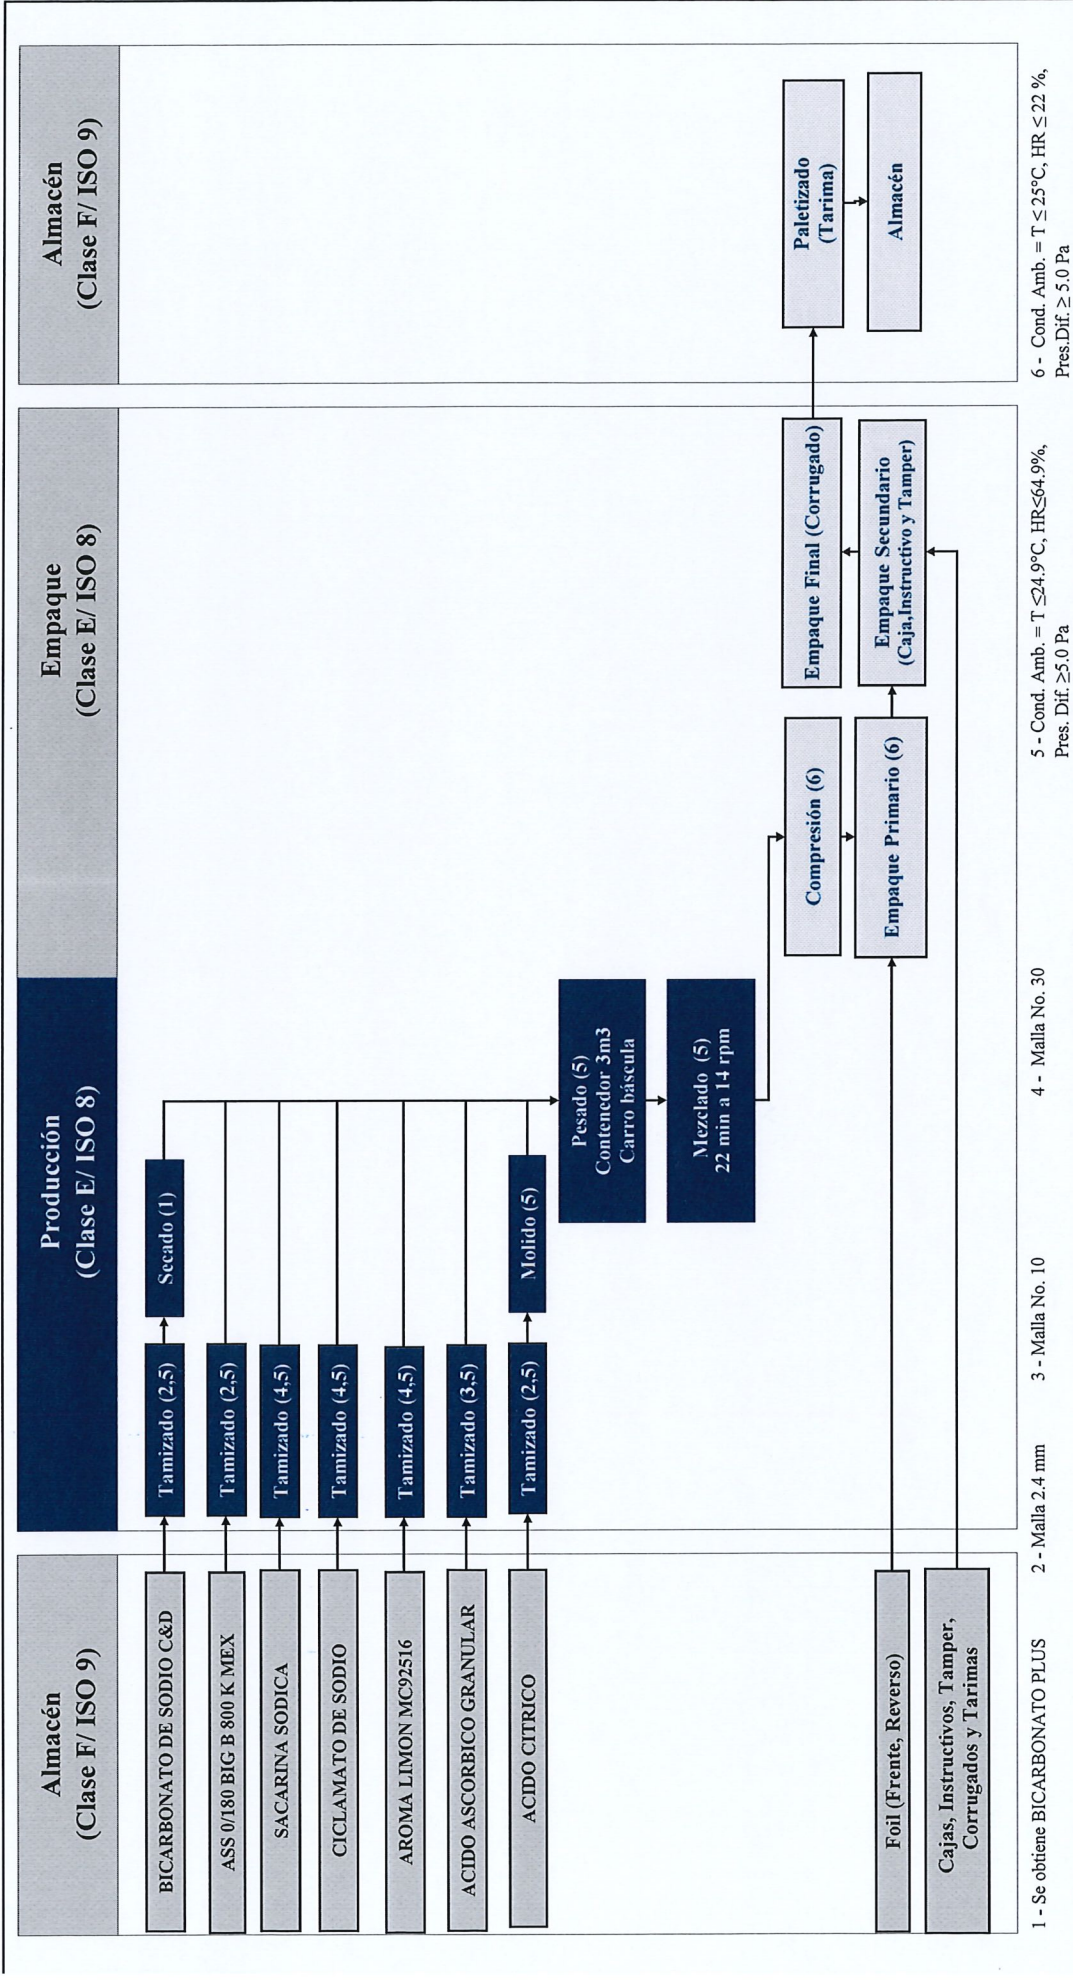 Almacén
(Clase F/ ISO 9)
Producción
(Clase E/ ISO 8)
Empaque
(Clase E/ ISO 8)
Almacén
(Clase F/ ISO 9)
BICARBONATO DE SODIO C&D
Tamizado (2,5)
Secado (1)
ASS 0/180 BIG B 800 K MEX
Tamizado (2,5)
SACARINA SODICA
Tamizado (4,5)
CICLAMATO DE SODIO
Tamizado (4,5)
AROMA LIMON MC92516
Tamizado (4,5)
ACIDO ASCORBICO GRANULAR
Tamizado (3,5)
ACIDO CITRICO
Tamizado (2,5)
Molido (5)
Pesado (5)
Contenedor 3m3
Carro báscula
Mezclado (5)
22 min a 14 rpm
Compresión (6)
Empaque Final (Corrugado)
Paletizado
(Tarima)
Foil (Frente, Reverso)
Empaque Primario (6)
Empaque Secundario
(Caja,Instructivo y Tamper)
Almacén
Cajas, Instructivos, Tamper,
Corrugados y Tarimas
1 - Se obtiene BICARBONATO PLUS
2 - Malla 2.4 mm
3 - Malla No. 10
4 - Malla No. 30
5 - Cond. Amb. = T ≤24.9°C, HR≤64.9%,
Pres. Dif. ≥5.0 Pa
6 - Cond. Amb. = T ≤ 25°C, HR ≤ 22 %,
Pres.Dif. ≥ 5.0 Pa